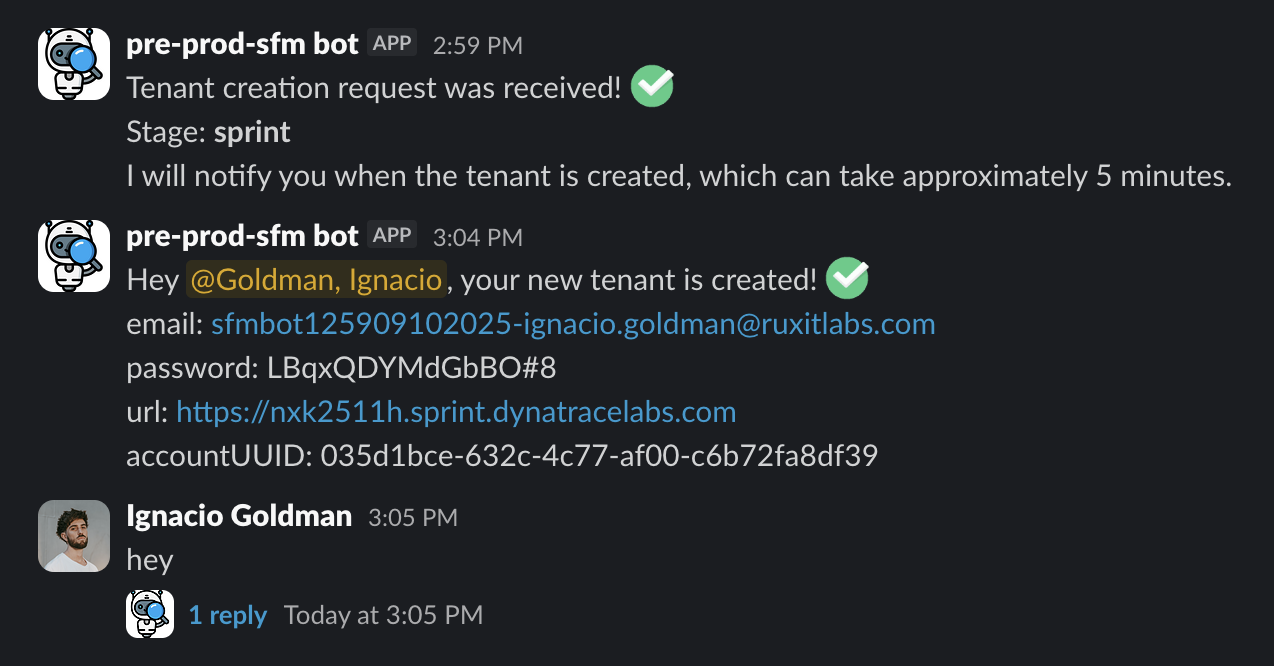 pre-prod-sfm bot APP 2:59 PM
Tenant creation request was received!
Stage: sprint
I will notify you when the tenant is created, which can take approximately 5 minutes.
pre-prod-sfm bot APP 3:04 PM
Hey @Goldman, Ignacio, your new tenant is created!
email: sfmbot125909102025-ignacio.goldman@ruxitlabs.com
password: LBqxQDYMdGbBO#8
url: https://nxk2511h.sprint.dynatracelabs.com
accountUUID: 035d1bce-632c-4c77-af00-c6b72fa8df39
Ignacio Goldman 3:05 PM
hey
1 reply Today at 3:05 PM